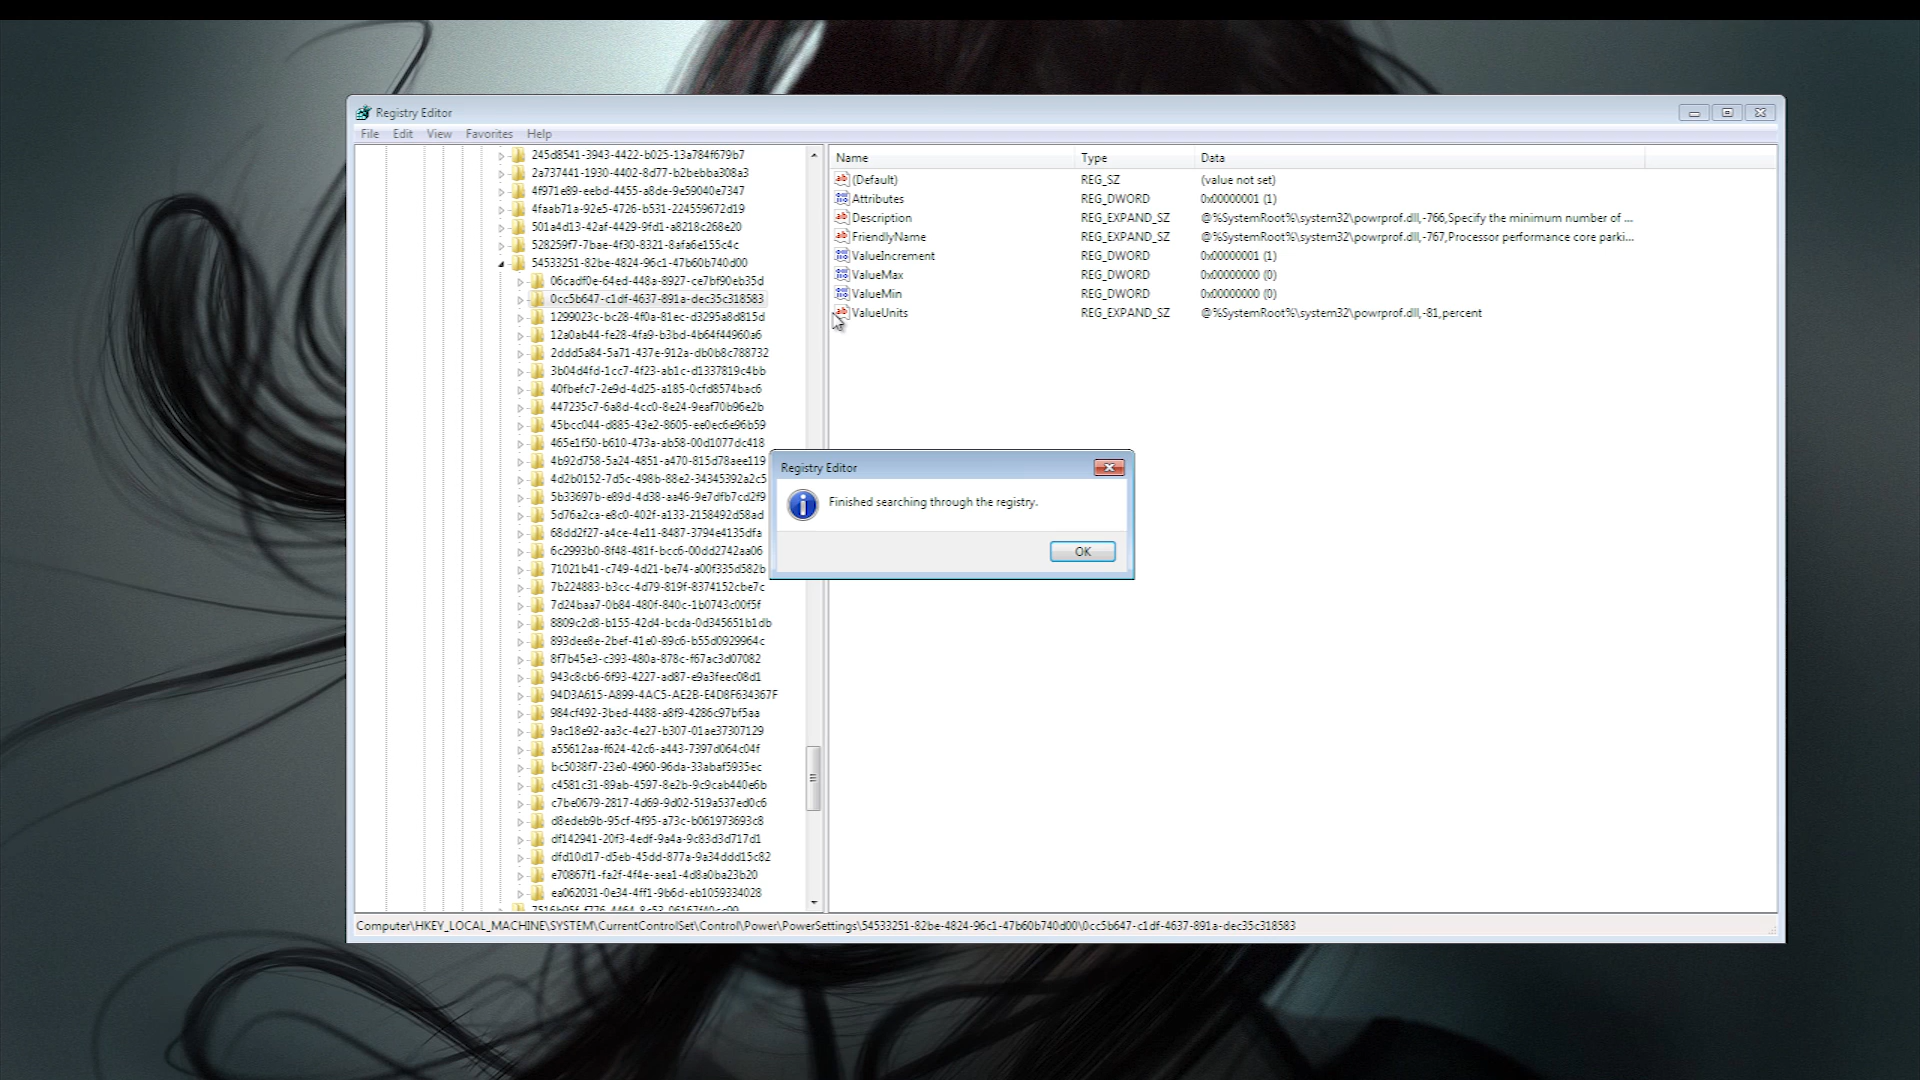 Registry Editor
File Edit View Favorites Help
245d8541-3943-4422-b025-13a784f679b7
2a737441-1930-4402-8d77-b2bebba308a3
4f971e89-eebd-4455-a8de-9e59040e7347
4faab71a-92e5-4726-b531-224559672d19
501a4d13-42af-4429-9fd1-a8218c268e20
528259f7-7bae-4f30-8321-8afa6e155c4c
54533251-82be-4824-96c1-47b60b740d00
06cadf0e-64ed-448a-8927-ce7bf90eb35d
0cc5b647-c1df-4637-891a-dec35c318583
1299023c-bc28-4f0a-81ec-d3295a8d815d
12a0ab44-fe28-4fa9-b3bd-4b64f44960a6
2ddd5a84-5a71-437e-912a-db0b8c788732
3b04d4fd-1cc7-4f23-ab1c-d1337819c4bb
40fbefc7-2e9d-4d25-a185-0cfd8574bac6
447235c7-6a8d-4cc0-8e24-9eaf70b96e2b
45bcc044-d885-43e2-8605-ee0ec6e96b59
465e1f50-b610-473a-ab58-00d1077dc418
4b92d758-5a24-4851-a470-815d78aee119
4d2b0152-7d5c-498b-88e2-34345392a2c5
5b33697b-e89d-4d38-aa46-9e7dfb7cd2f9
5d76a2ca-e8c0-402f-a133-2158492d58ad
68dd2f27-a4ce-4e11-8487-3794e4135dfa
6c2993b0-8f48-481f-bcc6-00dd2742aa06
71021b41-c749-4d21-be74-a00f335d582b
7b224883-b3cc-4d79-819f-8374152cbe7c
7d24baa7-0b84-480f-840c-1b0743c00f5f
8809c2d8-b155-42d4-bcda-0d345651b1db
893dee8e-2bef-41e0-89c6-b55d0929964c
8f7b45e3-c393-480a-878c-f67ac3d07082
943c8cb6-6f93-4227-ad87-e9a3feec08d1
94D3A615-A899-4AC5-AE2B-E4D8F634367F
984cf492-3bed-4488-a8f9-4286c97bf5aa
9ac18e92-aa3c-4e27-b307-01ae37307129
a55612aa-f624-42c6-a443-7397d064c04f
bc5038f7-23e0-4960-96da-33abaf5935ec
c4581c31-89ab-4597-8e2b-9c9cab440e6b
c7be0679-2817-4d69-9d02-519a537ed0c6
d8edeb9b-95cf-4f95-a73c-b061973693c8
df142941-20f3-4edf-9a4a-9c83d3d717d1
dfd10d17-d5eb-45dd-877a-9a34ddd15c82
e70867f1-fa2f-4f4e-aea1-4d8a0ba23b20
ea062031-0e34-4ff1-9b6d-eb1059334028
Name Type Data
(Default) REG_SZ (value not set)
Attributes REG_DWORD 0x00000001 (1)
Description REG_EXPAND_SZ @%SystemRoot%\system32\powrprof.dll,-766,Specify the minimum number of ...
FriendlyName REG_EXPAND_SZ @%SystemRoot%\system32\powrprof.dll,-767,Processor performance core parki...
ValueIncrement REG_DWORD 0x00000001 (1)
ValueMax REG_DWORD 0x00000000 (0)
ValueMin REG_DWORD 0x00000000 (0)
ValueUnits REG_EXPAND_SZ @%SystemRoot%\system32\powrprof.dll,-81,percent
Registry Editor
Finished searching through the registry.
OK
Computer\HKEY_LOCAL_MACHINE\SYSTEM\CurrentControlSet\Control\Power\PowerSettings\54533251-82be-4824-96c1-47b60b740d00\0cc5b647-c1df-4637-891a-dec35c318583